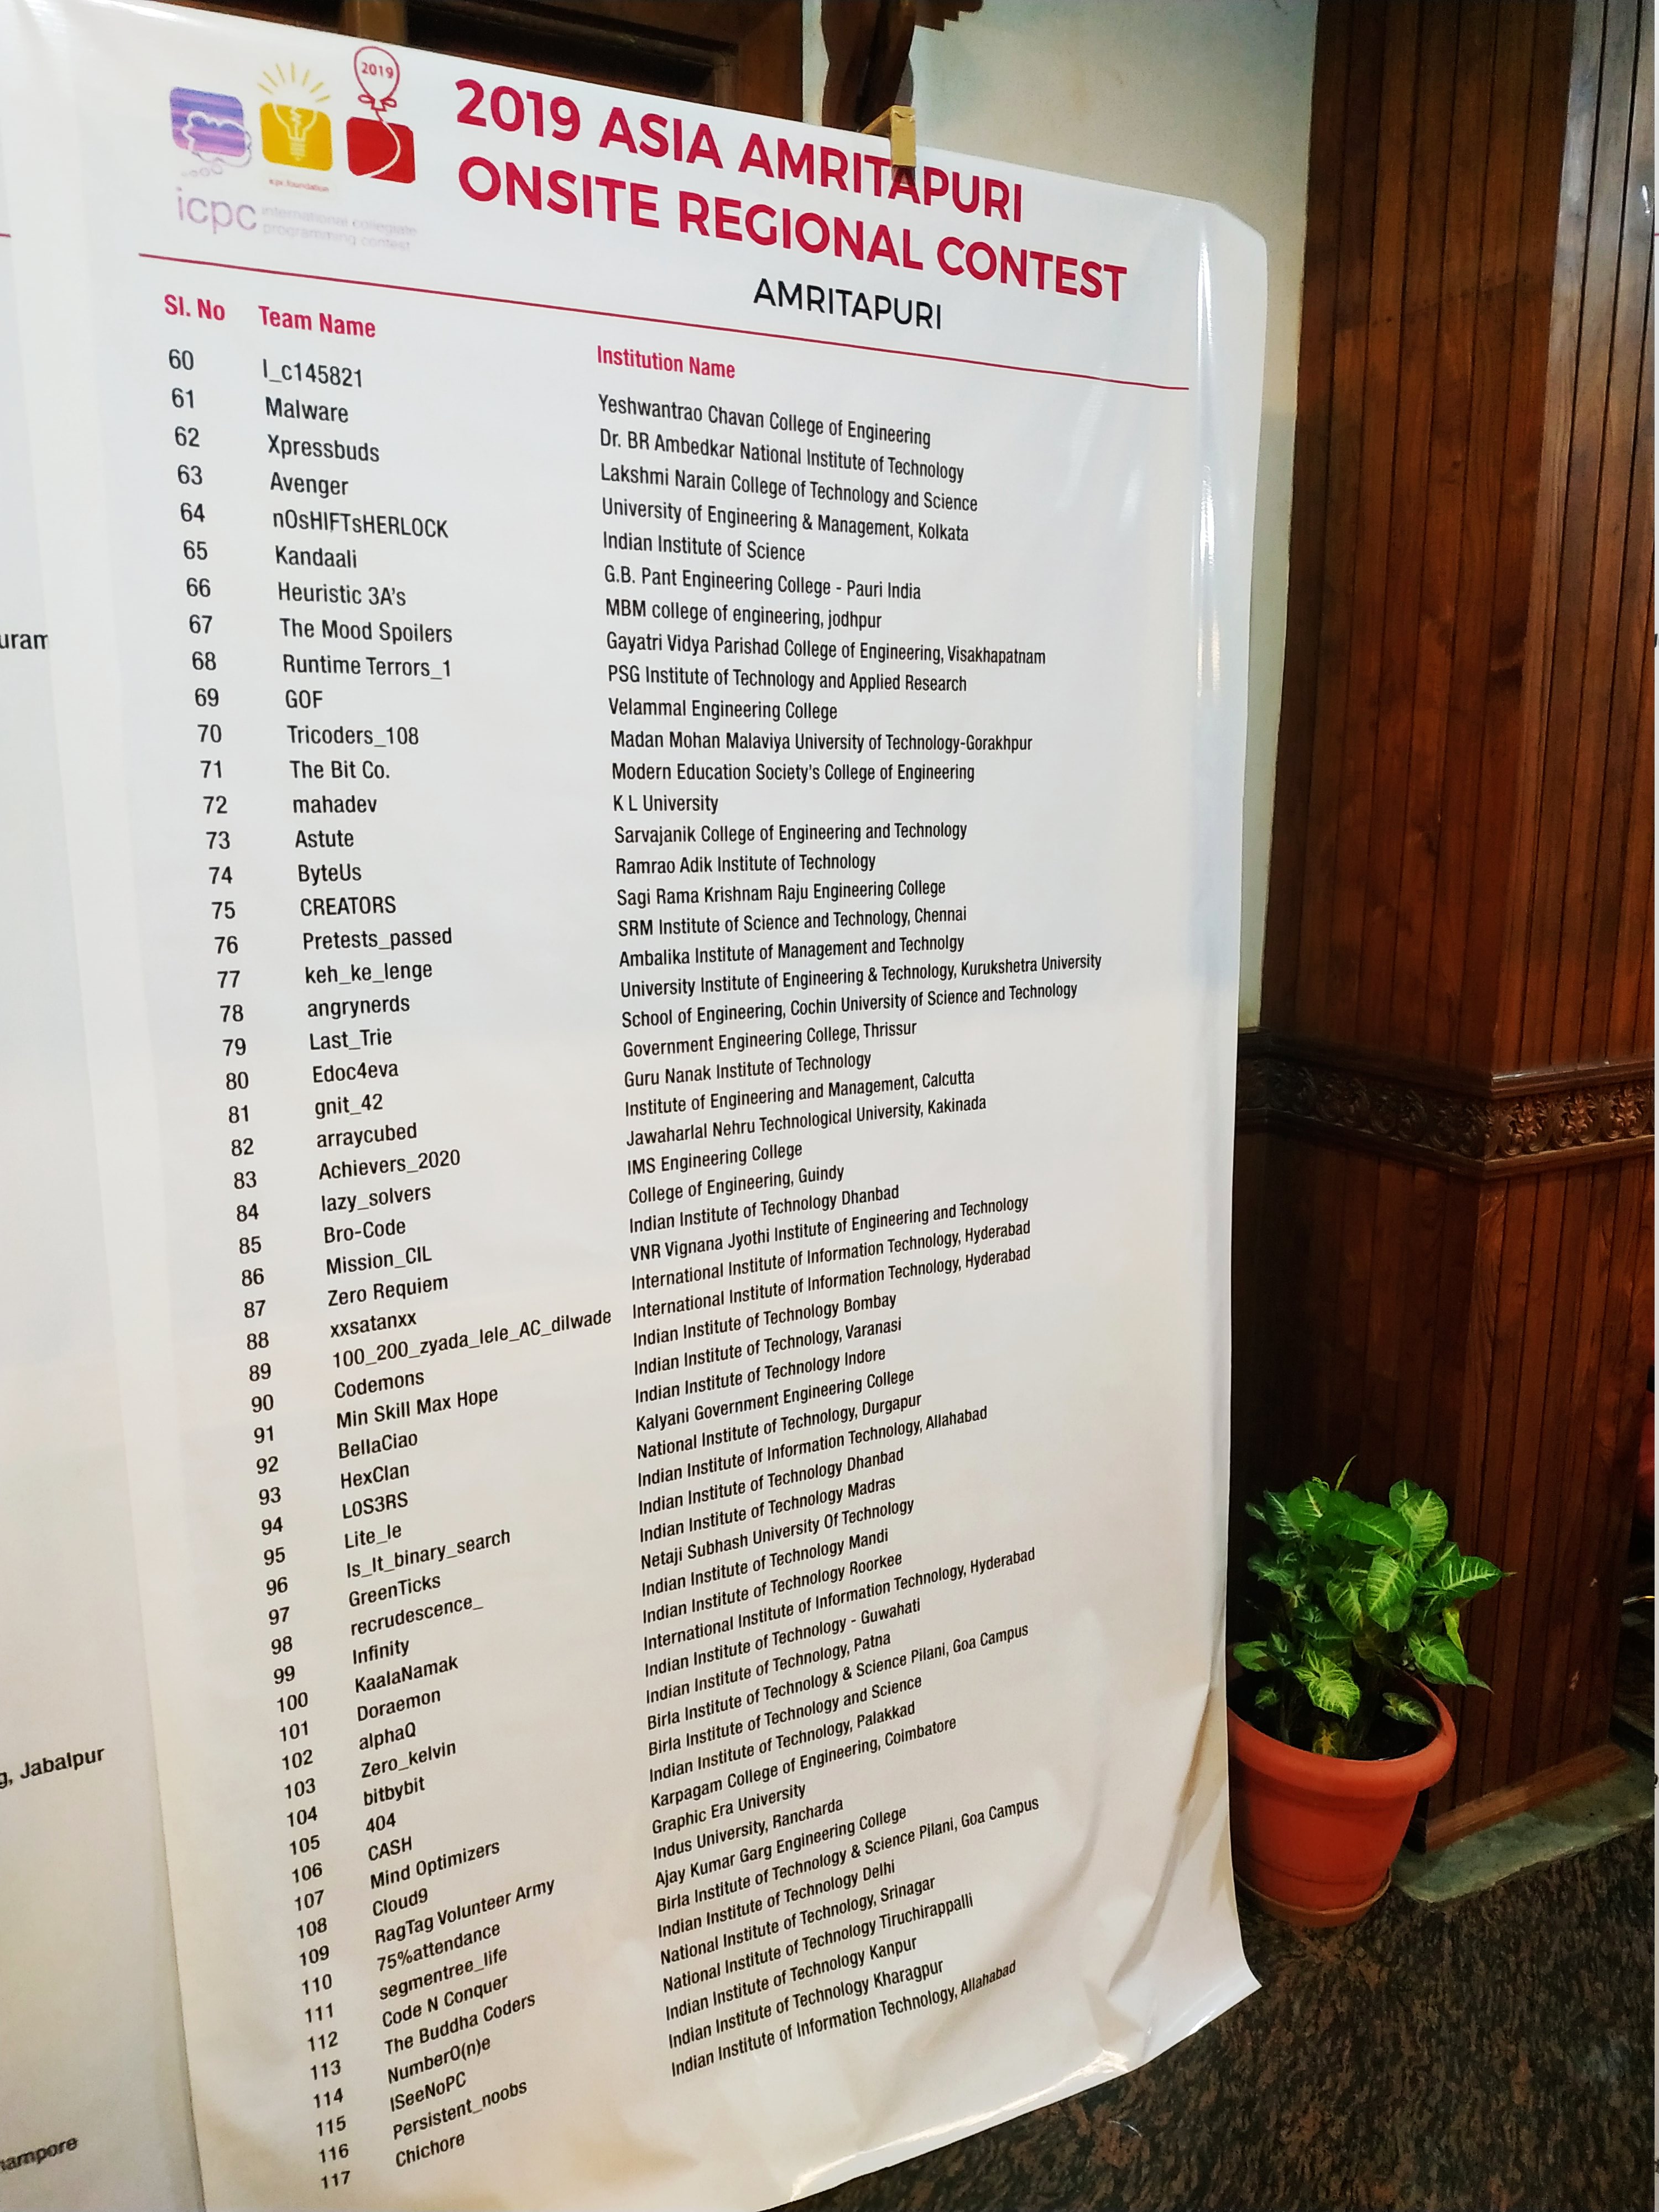 2019
icpc foundation
icpc international collegiate programming contest
2019 ASIA AMRITAPURI
ONSITE REGIONAL CONTEST
AMRITAPURI
Sl. No Team Name Institution Name
60 I_c145821 Yeshwantrao Chavan College of Engineering
61 Malware Dr. BR Ambedkar National Institute of Technology
62 Xpressbuds Lakshmi Narain College of Technology and Science
63 Avenger University of Engineering & Management, Kolkata
64 nOsHIFTsHERLOCK Indian Institute of Science
65 Kandaali G.B. Pant Engineering College - Pauri India
66 Heuristic 3A's MBM college of engineering, jodhpur
67 The Mood Spoilers Gayatri Vidya Parishad College of Engineering, Visakhapatnam
68 Runtime Terrors_1 PSG Institute of Technology and Applied Research
69 GOF Velammal Engineering College
70 Tricoders_108 Madan Mohan Malaviya University of Technology-Gorakhpur
71 The Bit Co. Modern Education Society's College of Engineering
72 mahadev K L University
73 Astute Sarvajanik College of Engineering and Technology
74 ByteUs Ramrao Adik Institute of Technology
75 CREATORS Sagi Rama Krishnam Raju Engineering College
76 Pretests_passed SRM Institute of Science and Technology, Chennai
77 keh_ke_lenge Ambalika Institute of Management and Technolgy
78 angrynerds University Institute of Engineering & Technology, Kurukshetra University
79 Last_Trie School of Engineering, Cochin University of Science and Technology
80 Edoc4eva Government Engineering College, Thrissur
81 gnit_42 Guru Nanak Institute of Technology
82 arraycubed Institute of Engineering and Management, Calcutta
83 Achievers_2020 Jawaharlal Nehru Technological University, Kakinada
84 lazy_solvers IMS Engineering College
85 Bro-Code College of Engineering, Guindy
86 Mission_CIL Indian Institute of Technology Dhanbad
87 Zero Requiem VNR Vignana Jyothi Institute of Engineering and Technology
88 xxsatanxx International Institute of Information Technology, Hyderabad
89 100_200_zyada_lele_AC_dilwade International Institute of Information Technology, Hyderabad
90 Codemons Indian Institute of Technology Bombay
91 Min Skill Max Hope Indian Institute of Technology, Varanasi
92 BellaCiao Indian Institute of Technology Indore
93 HexClan Kalyani Government Engineering College
94 L0S3RS National Institute of Technology, Durgapur
95 Lite_le Indian Institute of Information Technology, Allahabad
96 Is_It_binary_search Indian Institute of Technology Dhanbad
97 GreenTicks Indian Institute of Technology Madras
98 recrudescence_ Netaji Subhash University Of Technology
99 Infinity Indian Institute of Technology Mandi
100 KaalaNamak Indian Institute of Technology Roorkee
101 Doraemon International Institute of Information Technology, Hyderabad
102 alphaQ Indian Institute of Technology - Guwahati
103 Zero_kelvin Indian Institute of Technology, Patna
104 bitbybit Birla Institute of Technology & Science Pilani, Goa Campus
105 404 Birla Institute of Technology and Science
106 CASH Indian Institute of Technology, Palakkad
107 Mind Optimizers Karpagam College of Engineering, Coimbatore
108 Cloud9 Graphic Era University
109 RagTag Volunteer Army Indus University, Rancharda
110 75%attendance Ajay Kumar Garg Engineering College
111 segmentree_life Birla Institute of Technology & Science Pilani, Goa Campus
112 Code N Conquer Indian Institute of Technology Delhi
113 The Buddha Coders National Institute of Technology, Srinagar
114 NumberO(n)e National Institute of Technology Tiruchirappalli
115 ISeeNoPC Indian Institute of Technology Kanpur
116 Persistent_noobs Indian Institute of Technology Kharagpur
117 Chichore Indian Institute of Information Technology, Allahabad
Jabalpur